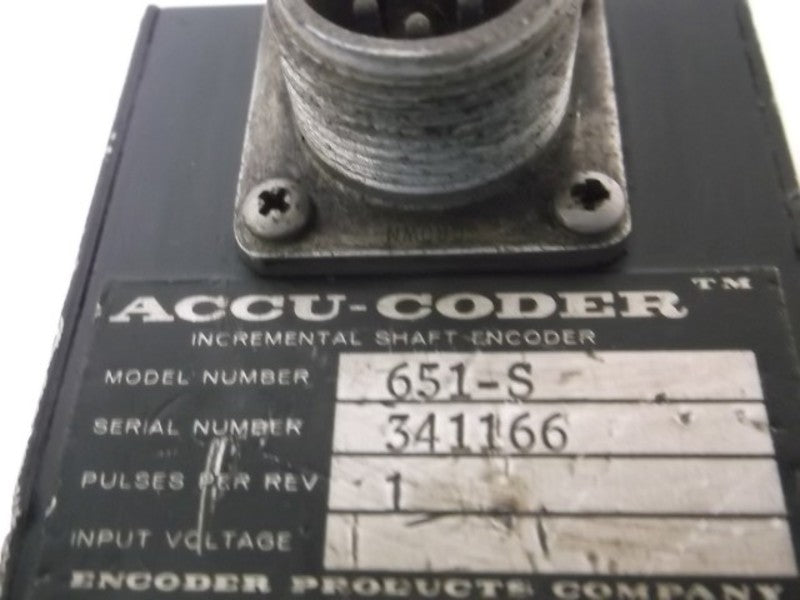 ACCU-CODER™
INCREMENTAL SHAFT ENCODER
MODEL NUMBER 651-S
SERIAL NUMBER 341166
PULSES PER REV 1
INPUT VOLTAGE
ENCODER PRODUCTS COMPANY